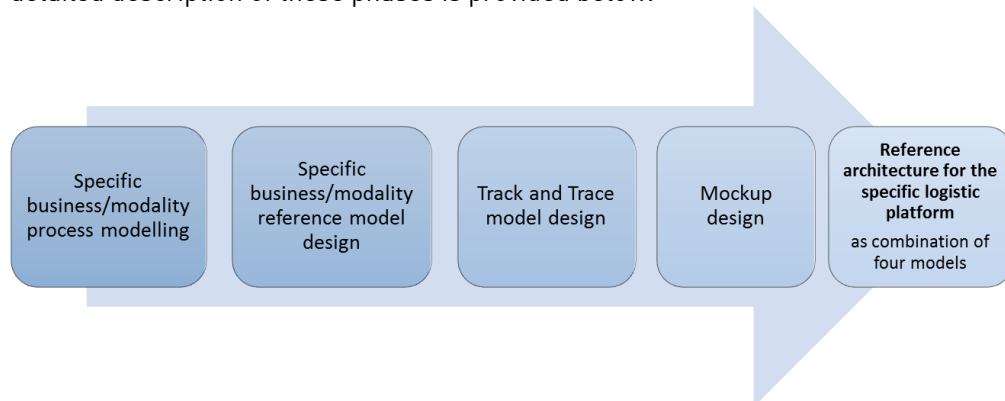 detailed description of these phases is provided below.
Specific
business/modality
process modelling
Specific
business/modality
reference model
design
Track and Trace
model design
Mockup
design
Reference
architecture for the
specific logistic
platform
as combination of
four models